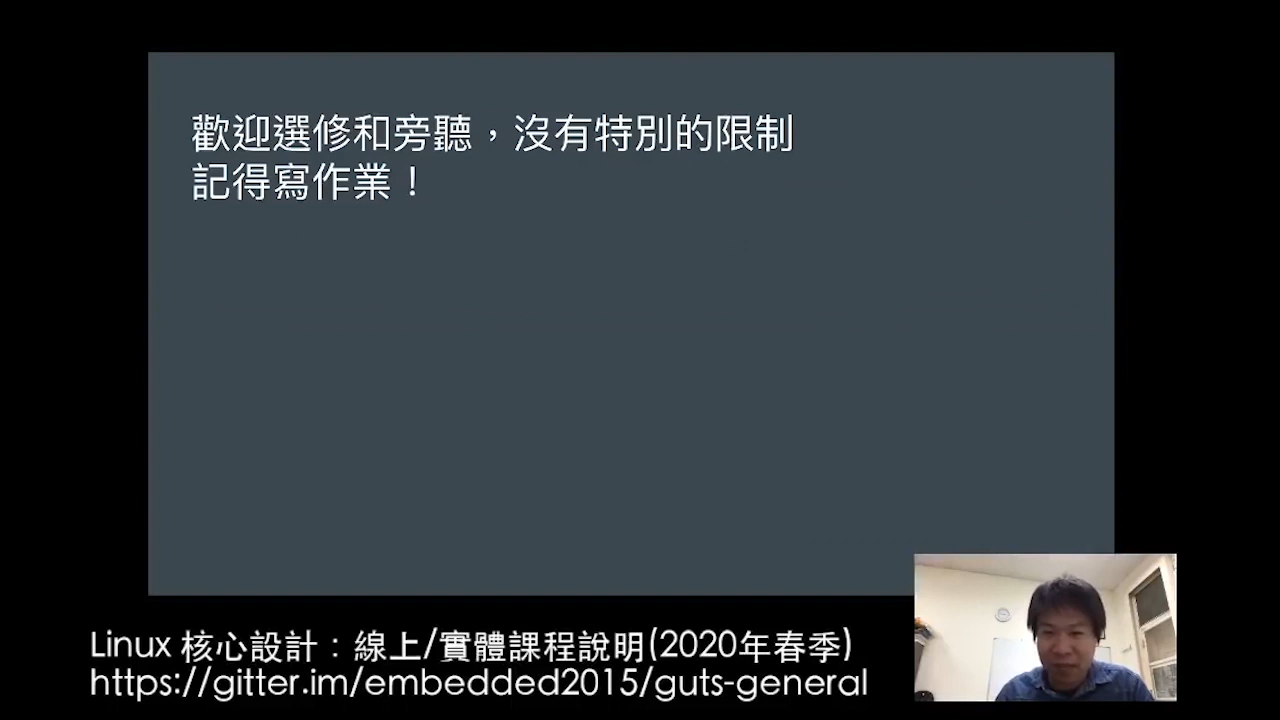 歡迎選修和旁聽，沒有特別的限制
記得寫作業！
Linux 核心設計：線上/實體課程說明(2020年春季)
https://gitter.im/embedded2015/guts-general